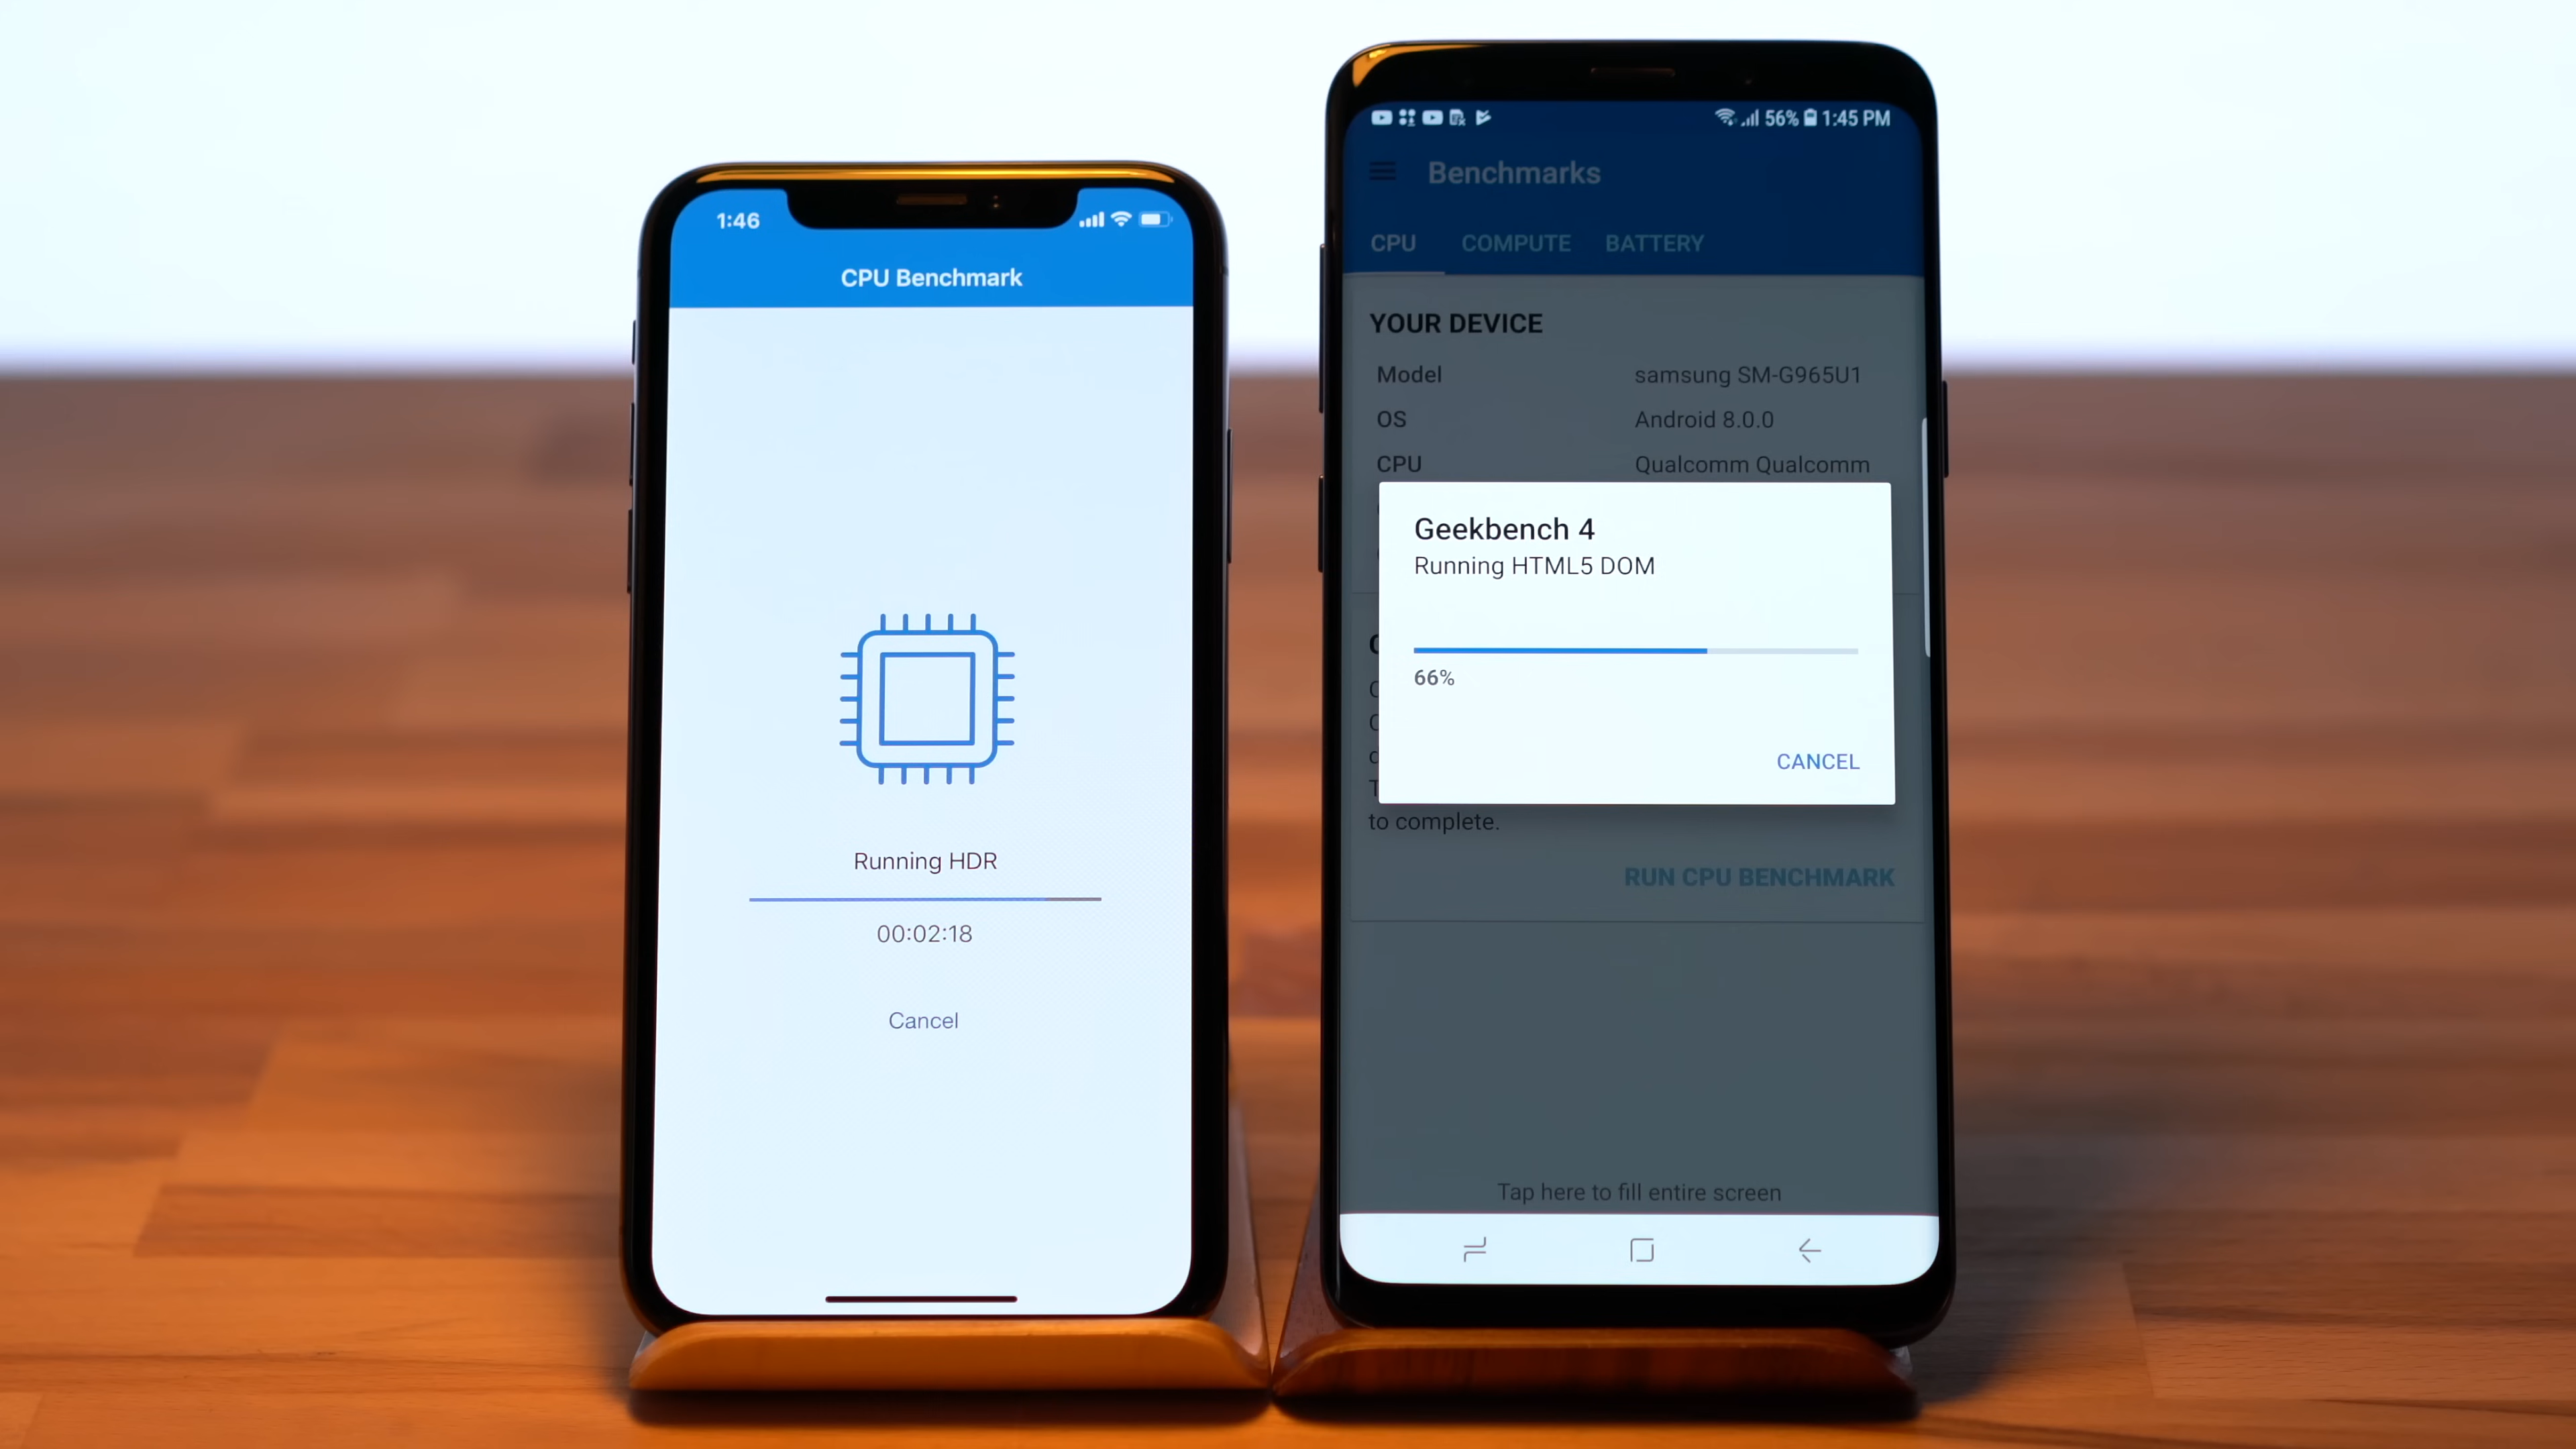 1:46
CPU Benchmark
Running HDR
00:02:18
Cancel
56% 1:45 PM
Benchmarks
CPU COMPUTE BATTERY
YOUR DEVICE
Model samsung SM-G965U1
OS Android 8.0.0
CPU Qualcomm Qualcomm
Geekbench 4
Running HTML5 DOM
66%
CANCEL
to complete.
RUN CPU BENCHMARK
Tap here to fill entire screen